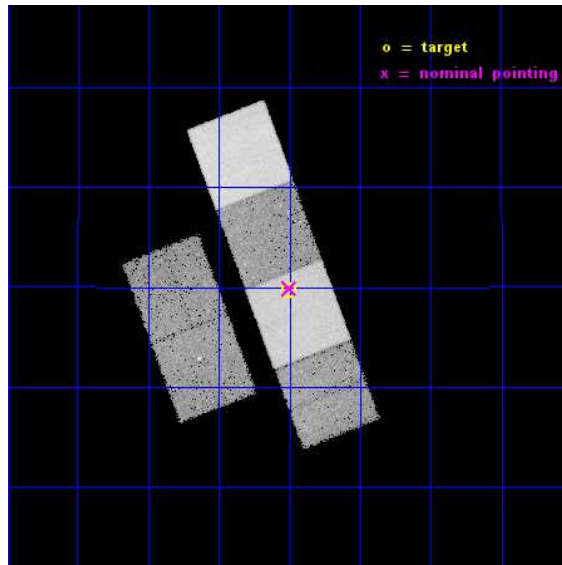 o = target
x = nominal pointing